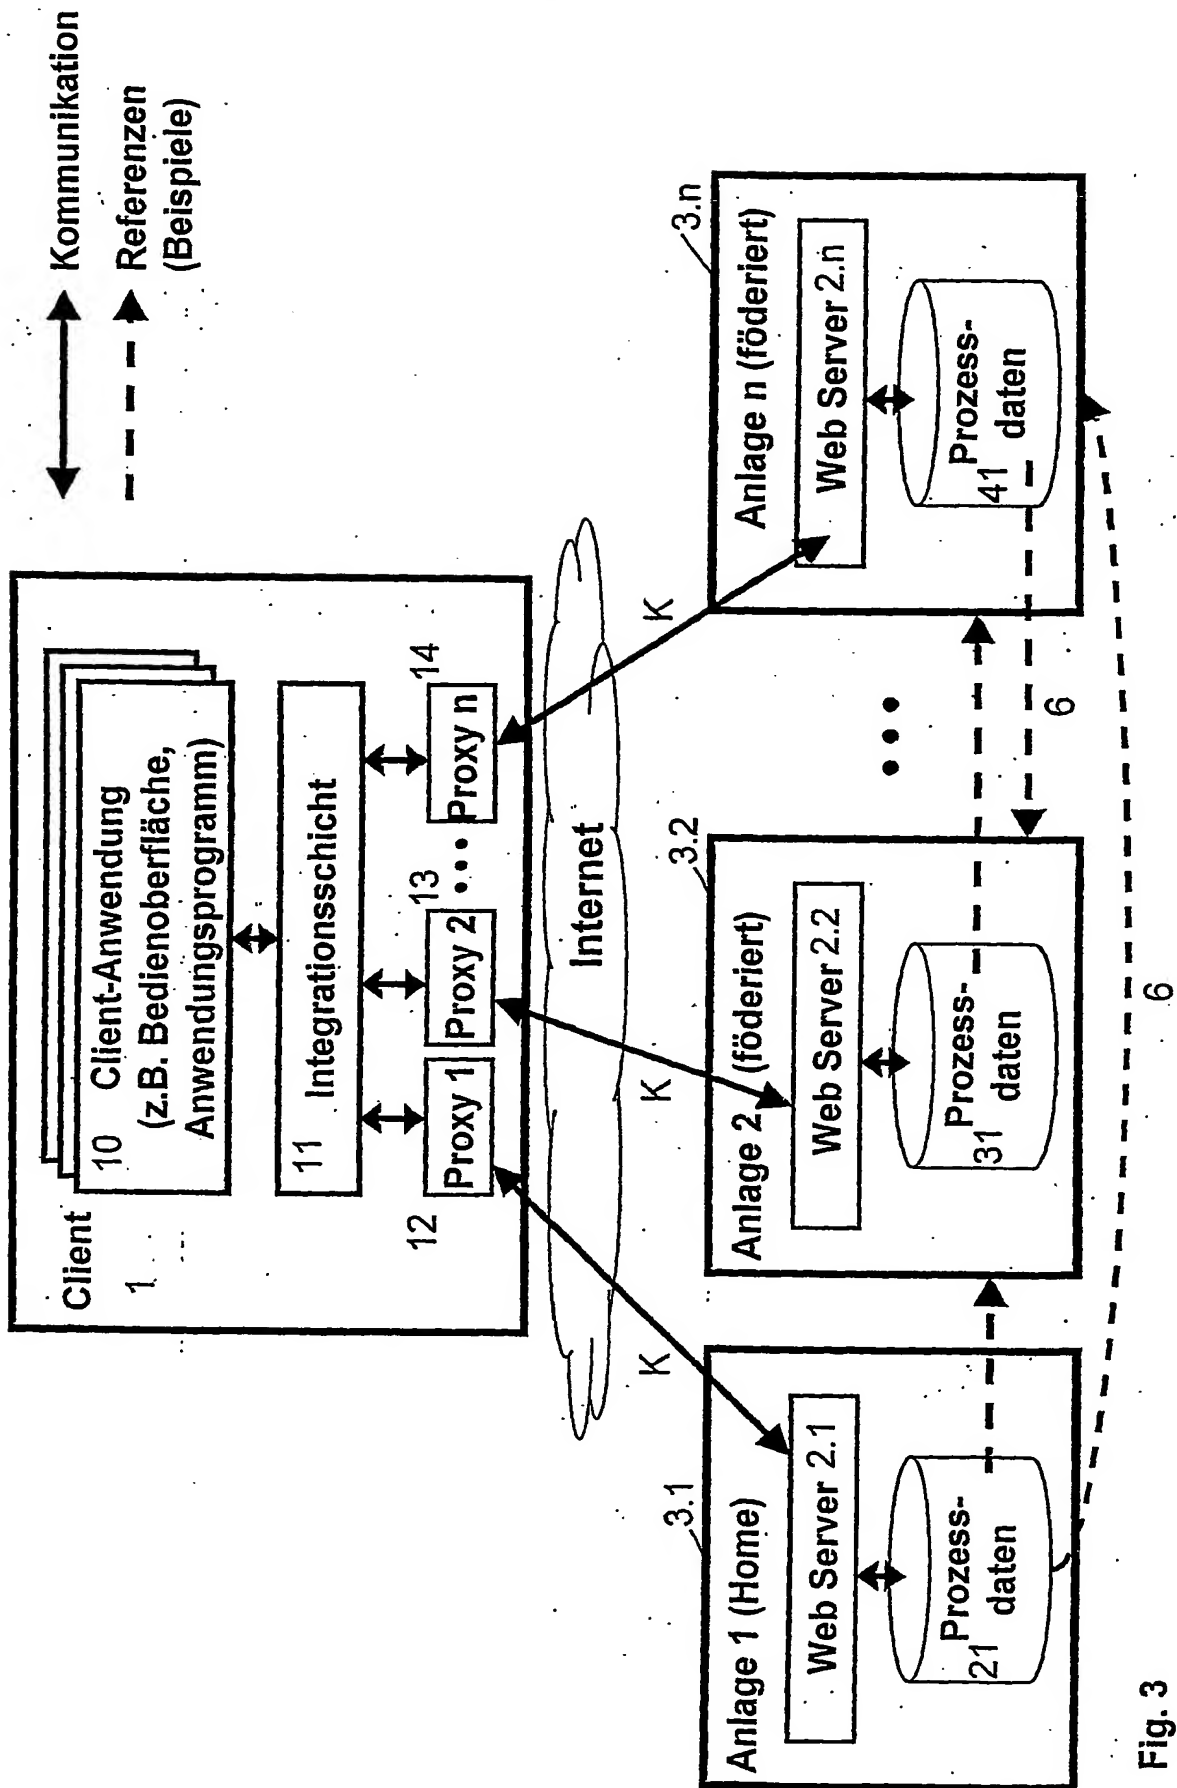 Kommunikation
Referenzen
(Beispiele)
Client
1
10 Client-Anwendung
(z.B. Bedienoberfläche,
Anwendungsprogramm)
11 Integrationsschicht
12
Proxy 1
Proxy 2
13
Proxy n
14
Internet
K
K
K
3.1
Anlage 1 (Home)
Web Server 2.1
Prozess-
21
daten
3.2
Anlage 2 (föderiert)
Web Server 2.2
Prozess-
31
daten
3.n
Anlage n (föderiert)
Web Server 2.n
Prozess-
41
daten
6
6
Fig. 3